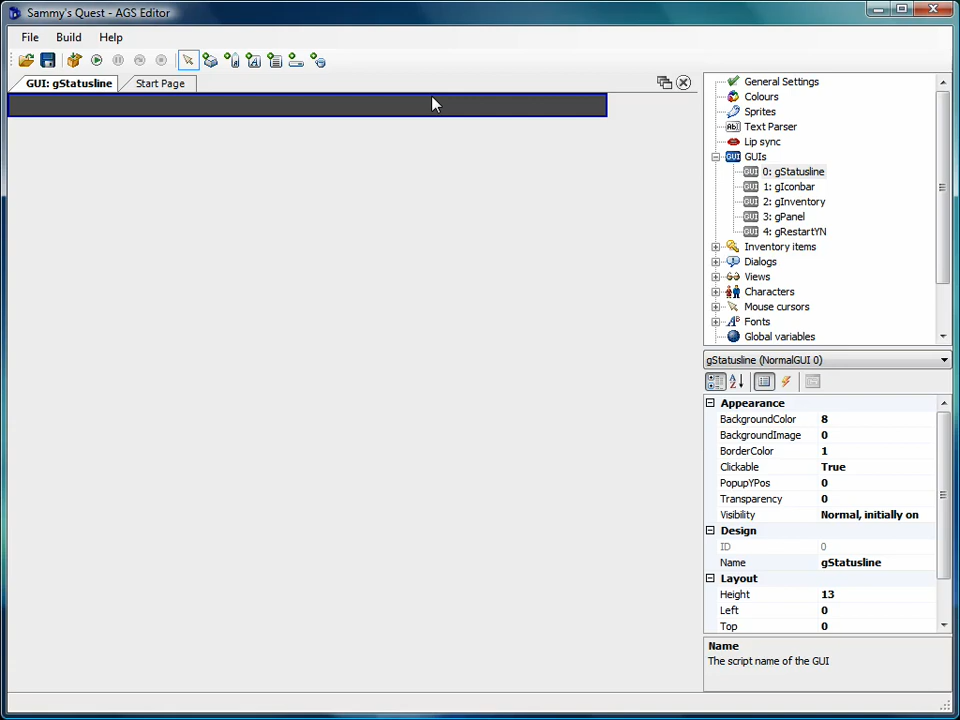 Sammy's Quest - AGS Editor
File Build Help
GUI: gStatusline Start Page
General Settings
Colours
Sprites
Text Parser
Lip sync
GUIs
0: gStatusline
1: gIconbar
2: gInventory
3: gPanel
4: gRestartYN
Inventory items
Dialogs
Views
Characters
Mouse cursors
Fonts
Global variables
gStatusline (NormalGUI 0)
Appearance
BackgroundColor 8
BackgroundImage 0
BorderColor 1
Clickable True
PopupYPos 0
Transparency 0
Visibility Normal, initially on
Design
ID 0
Name gStatusline
Layout
Height 13
Left 0
Top 0
Name
The script name of the GUI